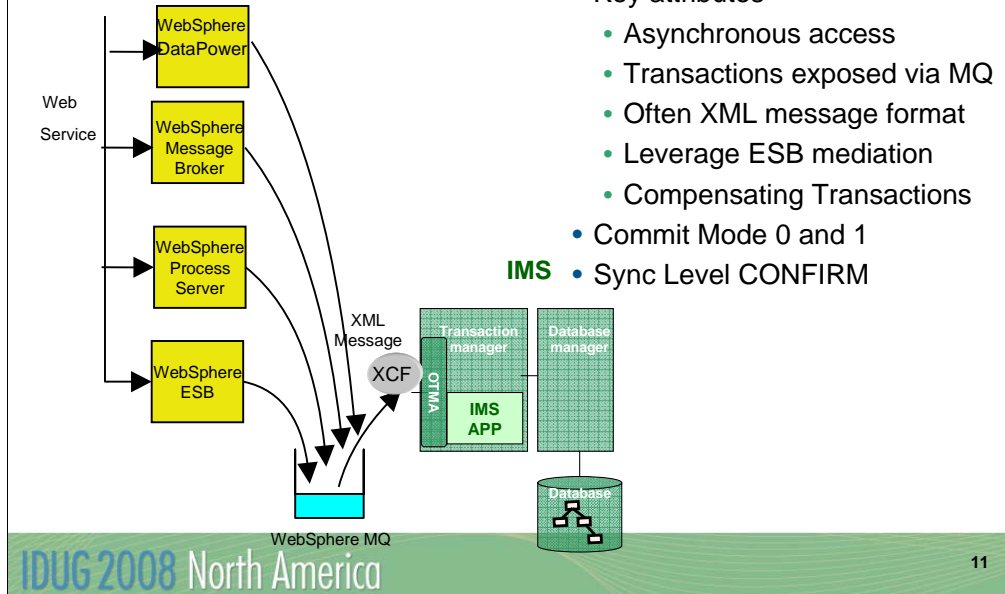 Key attributes
• Asynchronous access
• Transactions exposed via MQ
• Often XML message format
• Leverage ESB mediation
• Compensating Transactions
• Commit Mode 0 and 1
• Sync Level CONFIRM
Web
Service
WebSphere
DataPower
WebSphere
Message
Broker
WebSphere
Process
Server
WebSphere
ESB
WebSphere MQ
XML
Message
XCF
IMS
OTMA
Transaction
manager
IMS
APP
Database
manager
Database
IDUG 2008 North America
11